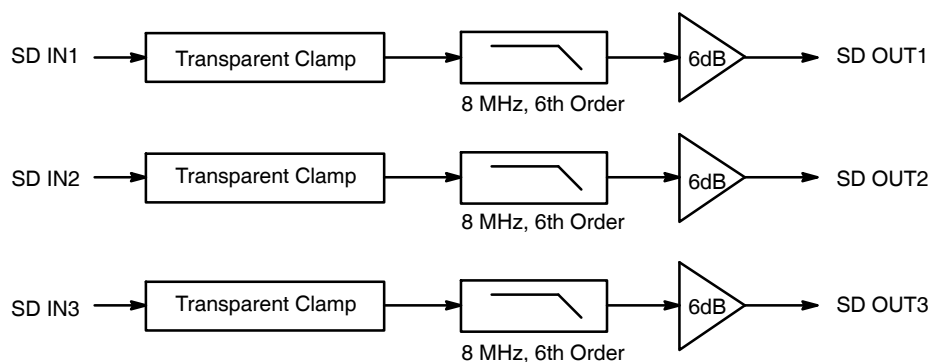 SD IN1 Transparent Clamp 6dB SD OUT1
8 MHz, 6th Order
SD IN2 Transparent Clamp 6dB SD OUT2
8 MHz, 6th Order
SD IN3 Transparent Clamp 6dB SD OUT3
8 MHz, 6th Order